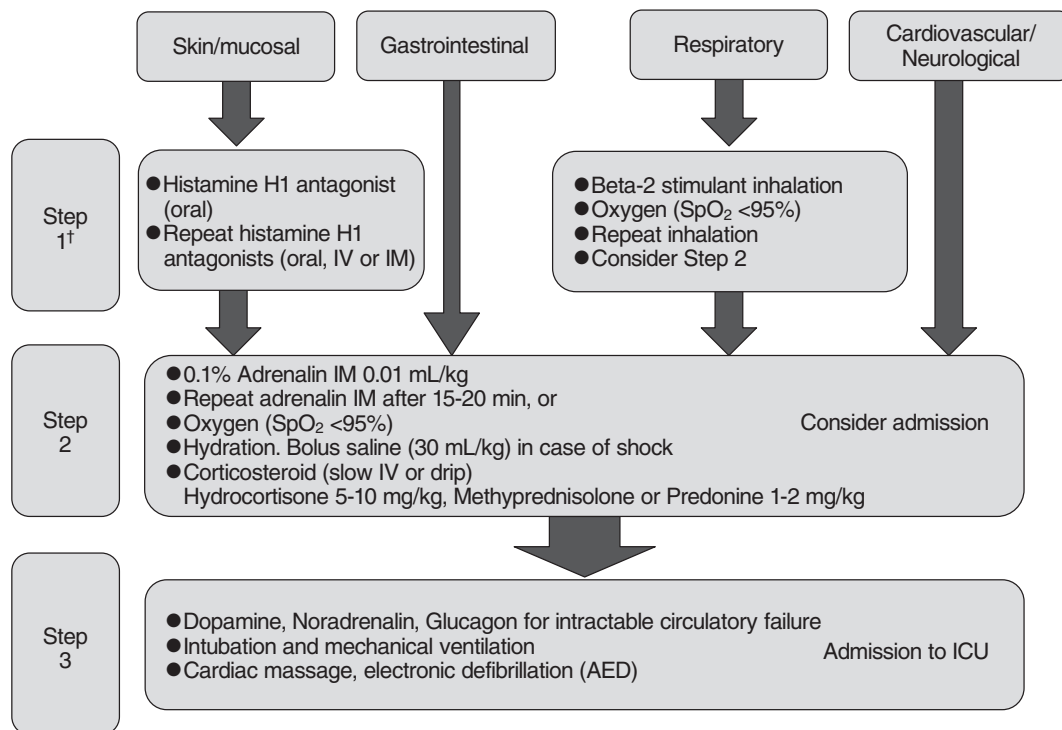 Skin/mucosal
Gastrointestinal
Respiratory
Cardiovascular/
Neurological
Step
1†
●Histamine H1 antagonist
(oral)
●Repeat histamine H1
antagonists (oral, IV or IM)
●Beta-2 stimulant inhalation
●Oxygen (SpO₂ <95%)
●Repeat inhalation
●Consider Step 2
Step
2
●0.1% Adrenalin IM 0.01 mL/kg
●Repeat adrenalin IM after 15-20 min, or
●Oxygen (SpO₂ <95%)
●Hydration. Bolus saline (30 mL/kg) in case of shock
●Corticosteroid (slow IV or drip)
Hydrocortisone 5-10 mg/kg, Methyprednisolone or Predonine 1-2 mg/kg
Consider admission
Step
3
●Dopamine, Noradrenalin, Glucagon for intractable circulatory failure
●Intubation and mechanical ventilation
●Cardiac massage, electronic defibrillation (AED)
Admission to ICU